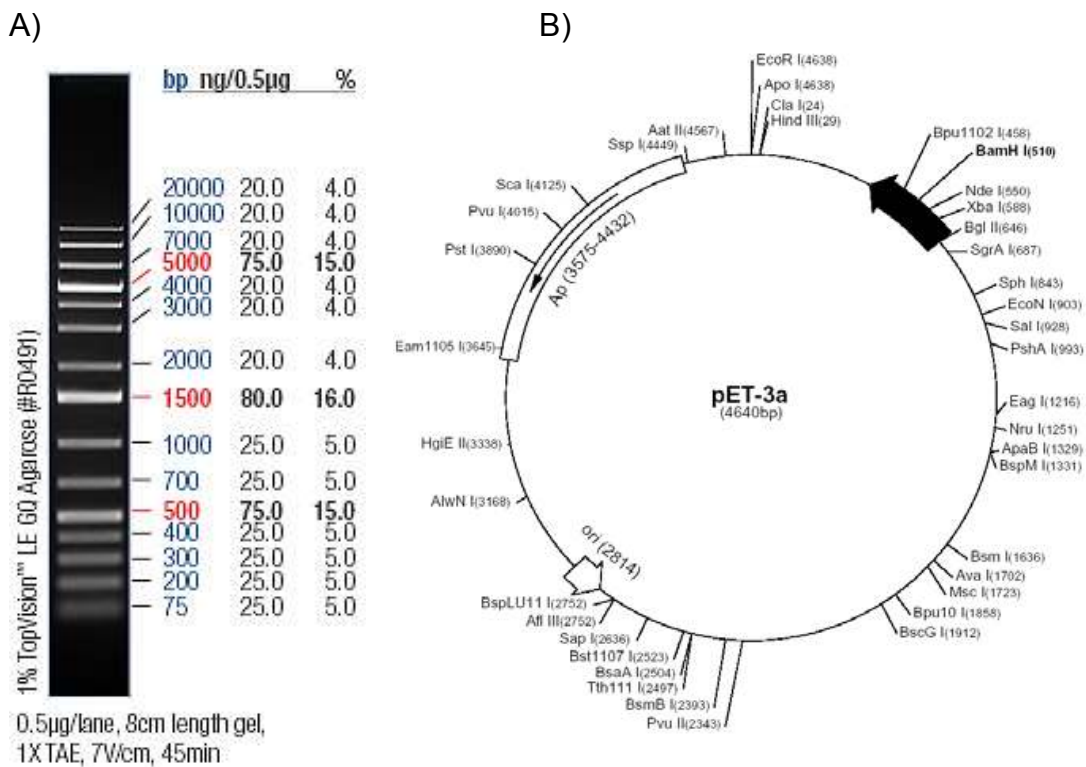 A)
bp ng/0.5µg %
20000 20.0 4.0
10000 20.0 4.0
7000 20.0 4.0
5000 75.0 15.0
4000 20.0 4.0
3000 20.0 4.0
2000 20.0 4.0
1500 80.0 16.0
1000 25.0 5.0
700 25.0 5.0
500 75.0 15.0
400 25.0 5.0
300 25.0 5.0
200 25.0 5.0
75 25.0 5.0
1% TopVision™ LE GQ Agarose (#R0491)
0.5µg/lane, 8cm length gel,
1X TAE, 7V/cm, 45min
B)
EcoR I(4638)
Apo I(4638)
Cla I(24)
Hind III(29)
Bpu1102 I(458)
BamH I(510)
Nde I(550)
Xba I(588)
Bgl II(646)
SgrA I(687)
Sph I(843)
EcoN I(903)
Sal I(928)
PshA I(993)
Eag I(1216)
Nru I(1251)
ApaB I(1329)
BspM I(1331)
Bsm I(1636)
Ava I(1702)
Msc I(1723)
Bpu10 I(1858)
BscG I(1912)
Pvu II(2343)
BsmB I(2393)
Tth111 I(2497)
BsaA I(2504)
Bst1107 I(2523)
Sap I(2636)
Afl III(2752)
BspLU11 I(2752)
ori (2814)
AlwN I(3168)
HgiE II(3338)
Eam1105 I(3645)
Pst I(3890)
Pvu I(4015)
Sca I(4125)
Ssp I(4449)
Aat II(4567)
Ap (3575-4432)
pET-3a
(4640bp)